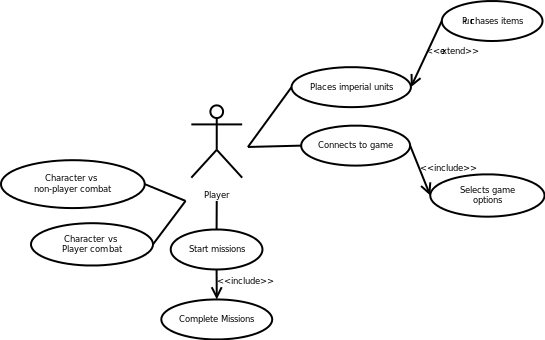 Purchases items
<<extend>>
Places imperial units
Connects to game
<<include>>
Character vs
non-player combat
Selects game
options
Player
Character vs
Player combat
Start missions
<<include>>
Complete Missions